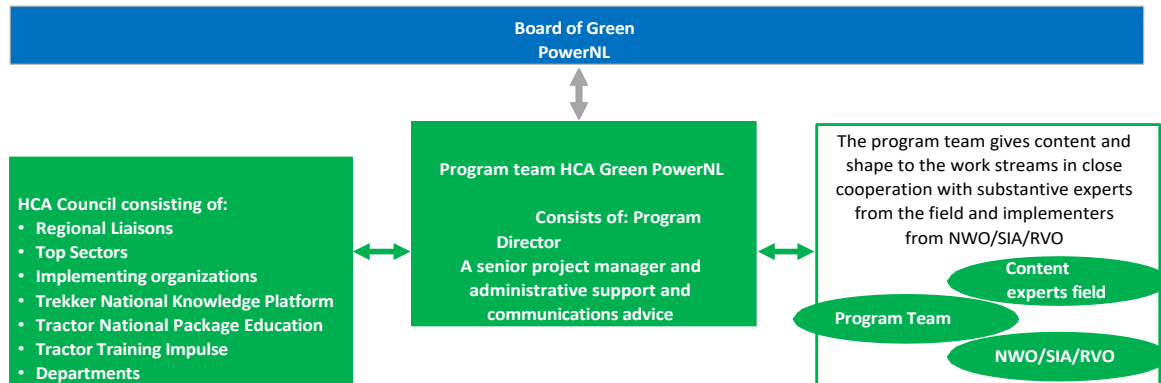 Board of Green
PowerNL
HCA Council consisting of:
• Regional Liaisons
• Top Sectors
• Implementing organizations
• Trekker National Knowledge Platform
• Tractor National Package Education
• Tractor Training Impulse
• Departments
Program team HCA Green PowerNL
Consists of: Program
Director
A senior project manager and
administrative support and
communications advice
The program team gives content and
shape to the work streams in close
cooperation with substantive experts
from the field and implementers
from NWO/SIA/RVO
Content
experts field
Program Team
NWO/SIA/RVO